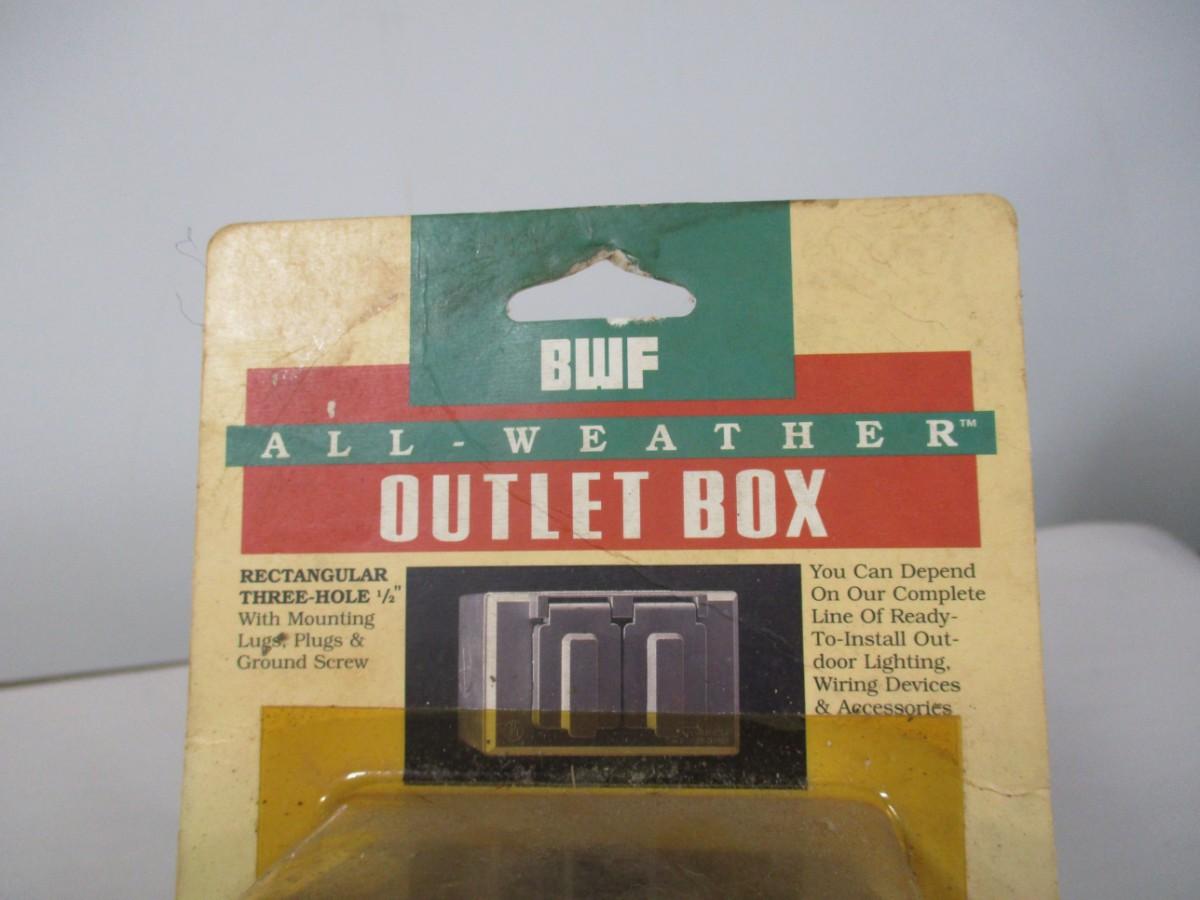 BWF
ALL-WEATHER™
OUTLET BOX
RECTANGULAR
THREE-HOLE ½"
With Mounting
Lugs, Plugs &
Ground Screw
You Can Depend
On Our Complete
Line Of Ready-
To-Install Out-
door Lighting,
Wiring Devices
& Accessories